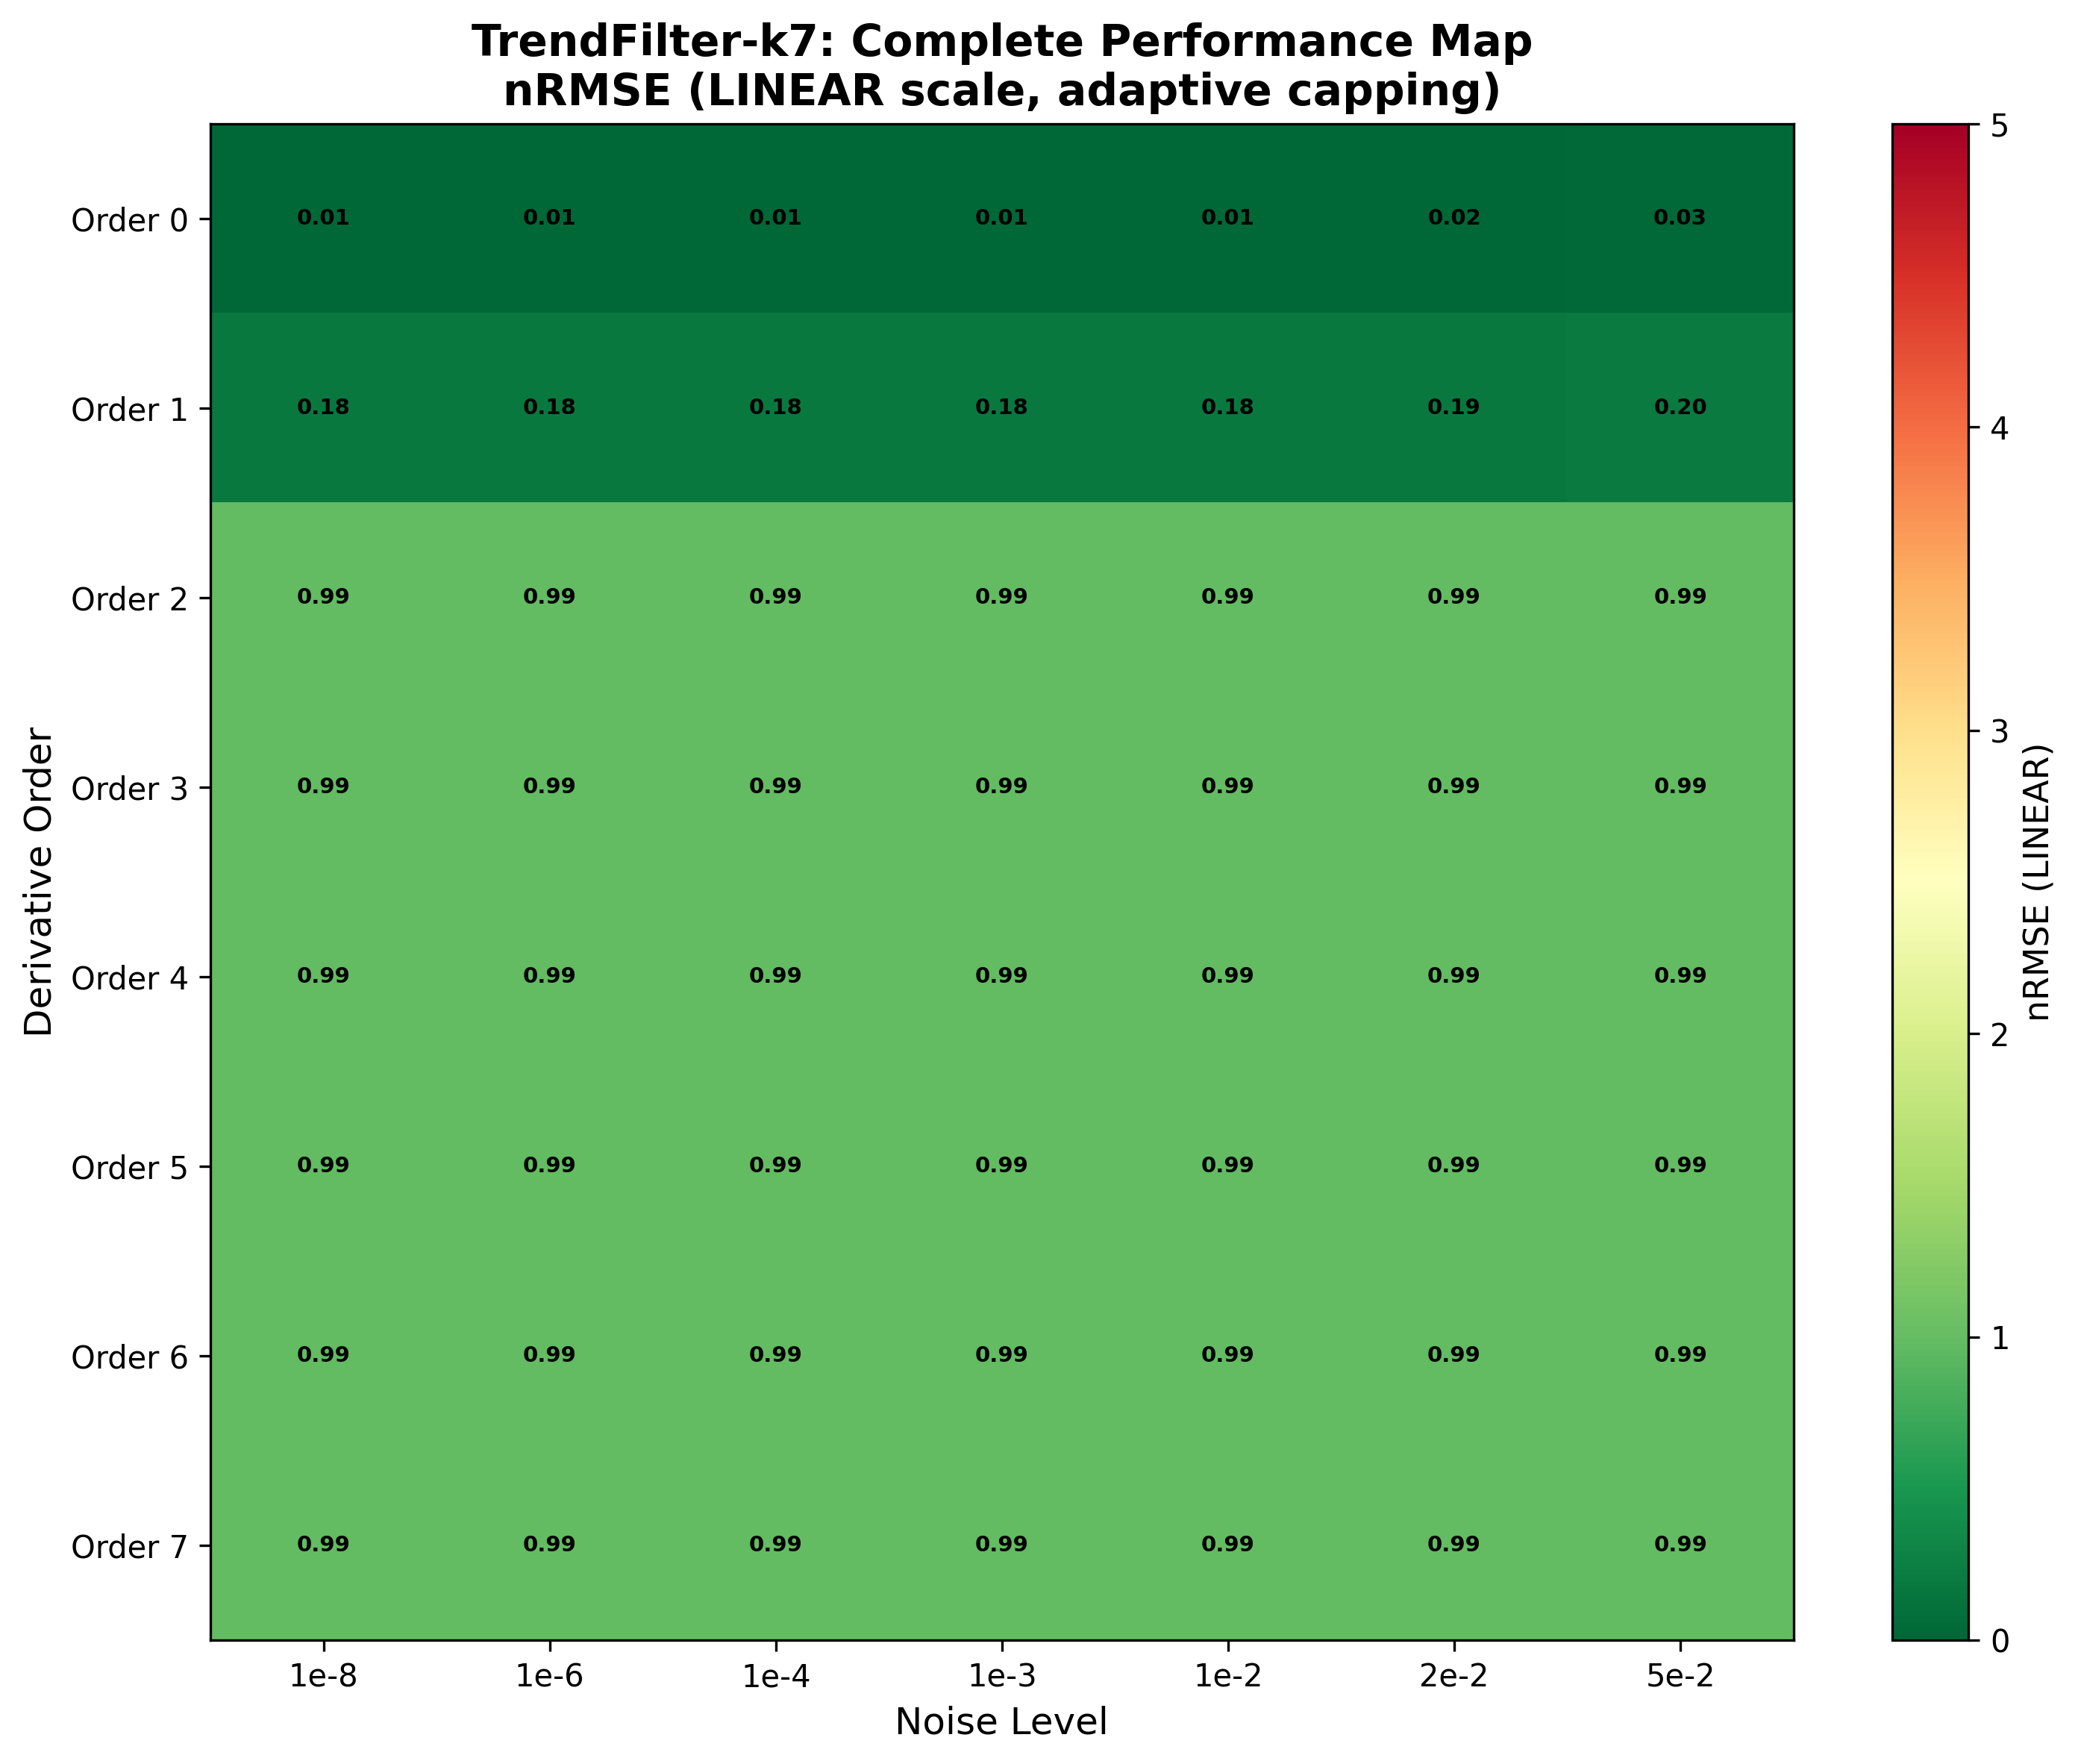 TrendFilter-k7: Complete Performance Map
nRMSE (LINEAR scale, adaptive capping)
Order 0 0.01 0.01 0.01 0.01 0.01 0.02 0.03
Order 1 0.18 0.18 0.18 0.18 0.18 0.19 0.20
Order 2 0.99 0.99 0.99 0.99 0.99 0.99 0.99
Order 3 0.99 0.99 0.99 0.99 0.99 0.99 0.99
Order 4 0.99 0.99 0.99 0.99 0.99 0.99 0.99
Order 5 0.99 0.99 0.99 0.99 0.99 0.99 0.99
Order 6 0.99 0.99 0.99 0.99 0.99 0.99 0.99
Order 7 0.99 0.99 0.99 0.99 0.99 0.99 0.99
1e-8 1e-6 1e-4 1e-3 1e-2 2e-2 5e-2
Noise Level
Derivative Order
5
4
3
2
1
0
nRMSE (LINEAR)